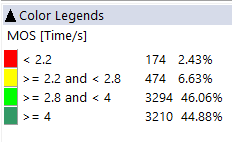 Color Legends
MOS [Time/s]
< 2.2 174 2.43%
>= 2.2 and < 2.8 474 6.63%
>= 2.8 and < 4 3294 46.06%
>= 4 3210 44.88%